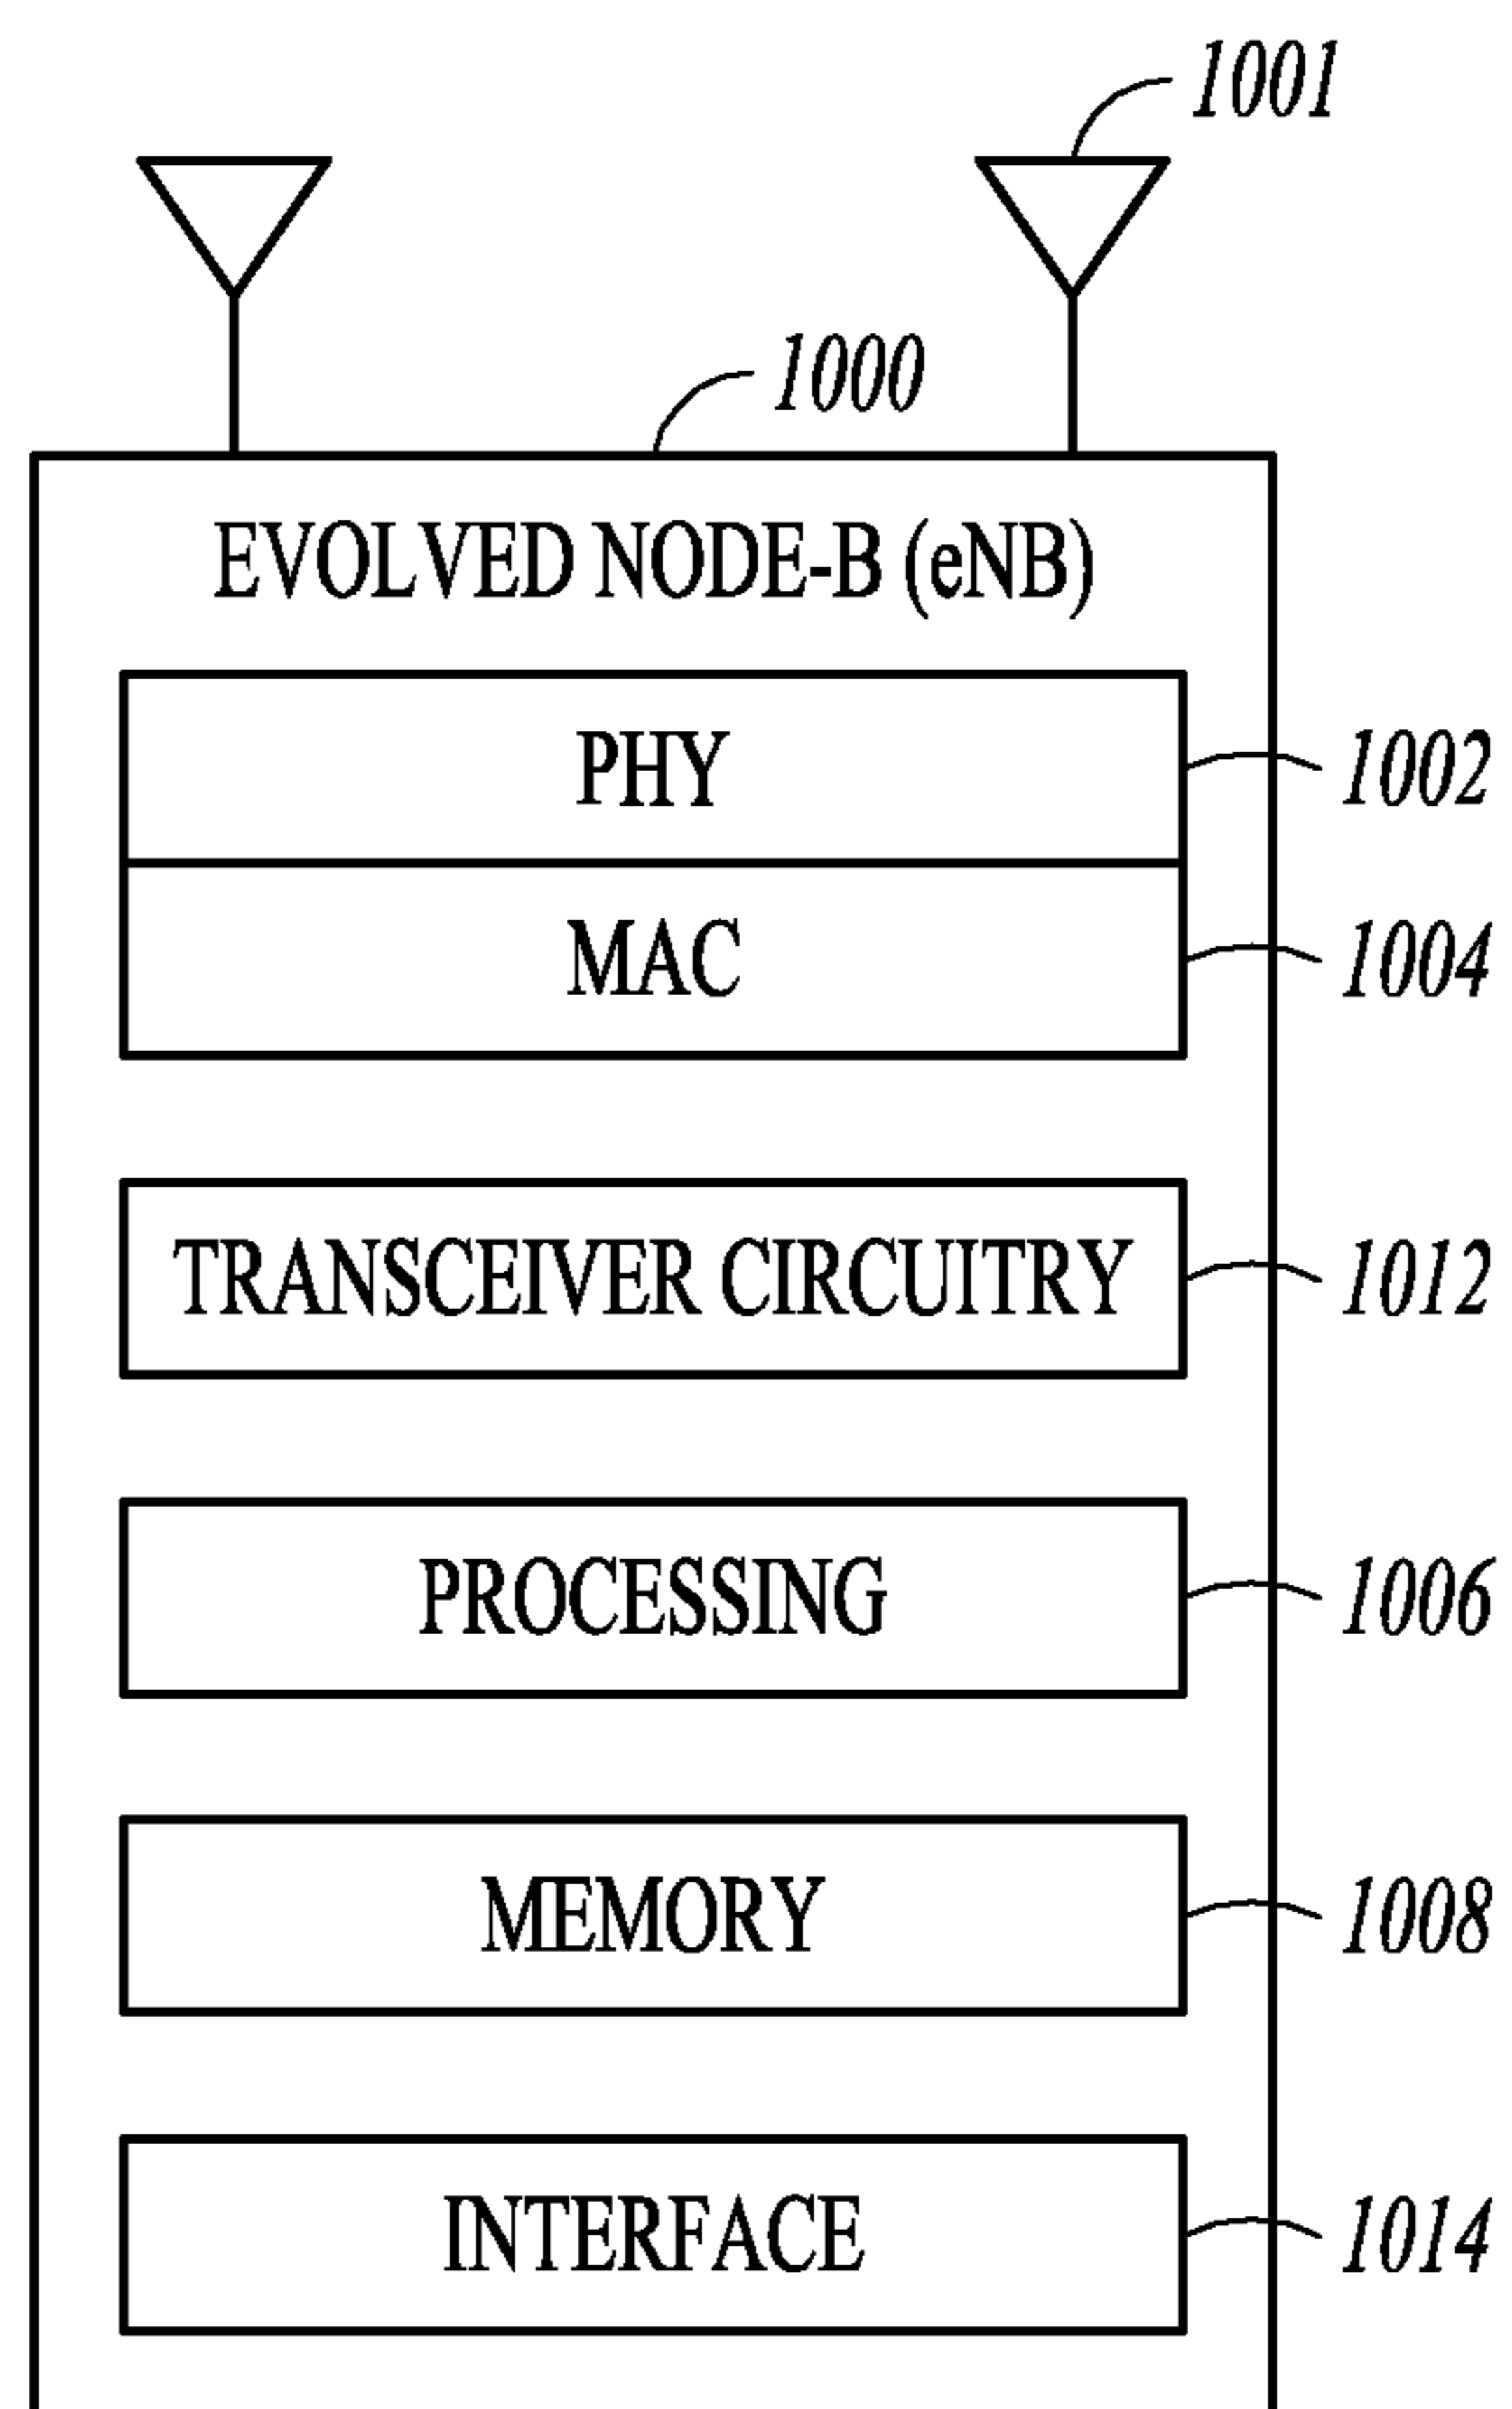 1001
1000
EVOLVED NODE-B (eNB)
PHY
1002
MAC
1004
TRANSCEIVER CIRCUITRY
1012
PROCESSING
1006
MEMORY
1008
INTERFACE
1014